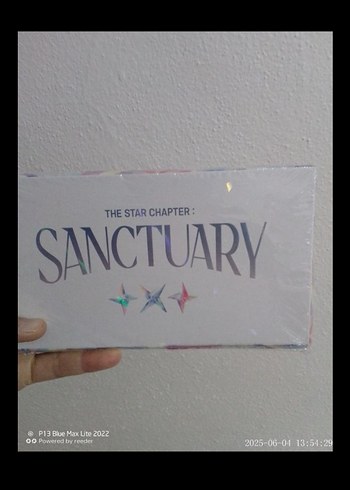 THE STAR CHAPTER :
SANCTUARY
P13 Blue Max Lite 2022
Powered by reeder
2025-06-04 13:54:29